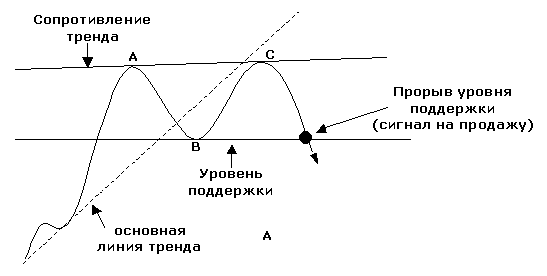 Сопротивление
тренда
A
C
Прорыв уровня
поддержки
(сигнал на продажу)
B
Уровень
поддержки
основная
линия тренда
A